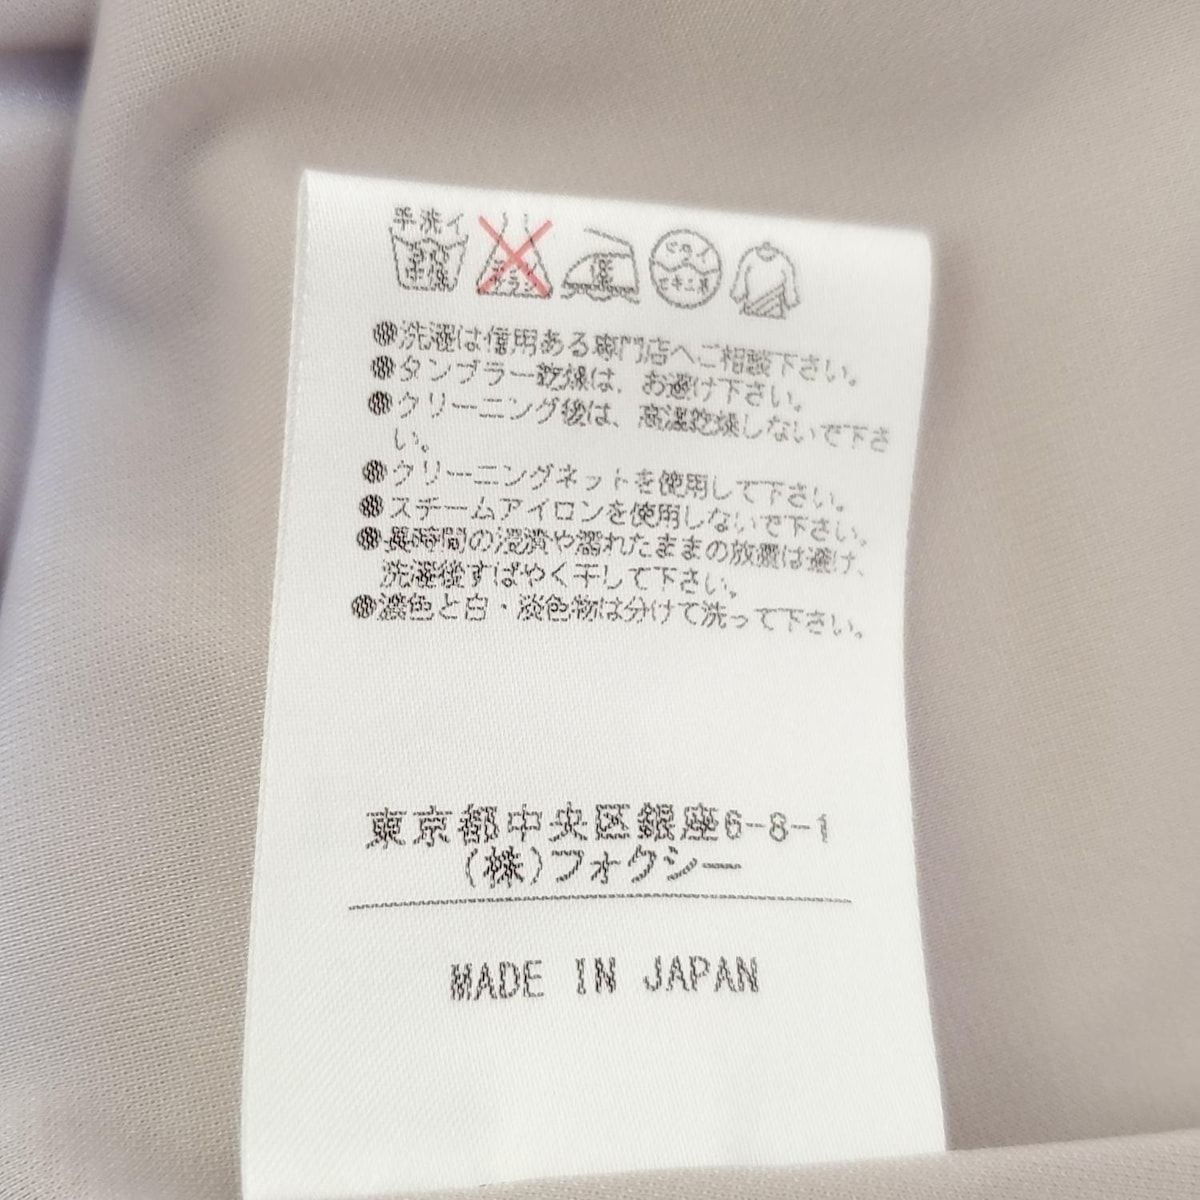 手洗イ
中性
エンソサラシ
低
ドライ
セキユ系
●洗濯は信用ある専門店へご相談下さい。
●タンブラー乾燥は、お避け下さい。
●クリーニング後は、高温乾燥しないで下さ
い。
●クリーニングネットを使用して下さい。
●スチームアイロンを使用しないで下さい。
●長時間の浸漬や濡れたままの放置は避け、
洗濯後すばやく干して下さい。
●濃色と白・淡色物は分けて洗って下さい。
東京都中央区銀座6-8-1
(株)フォクシー
MADE IN JAPAN